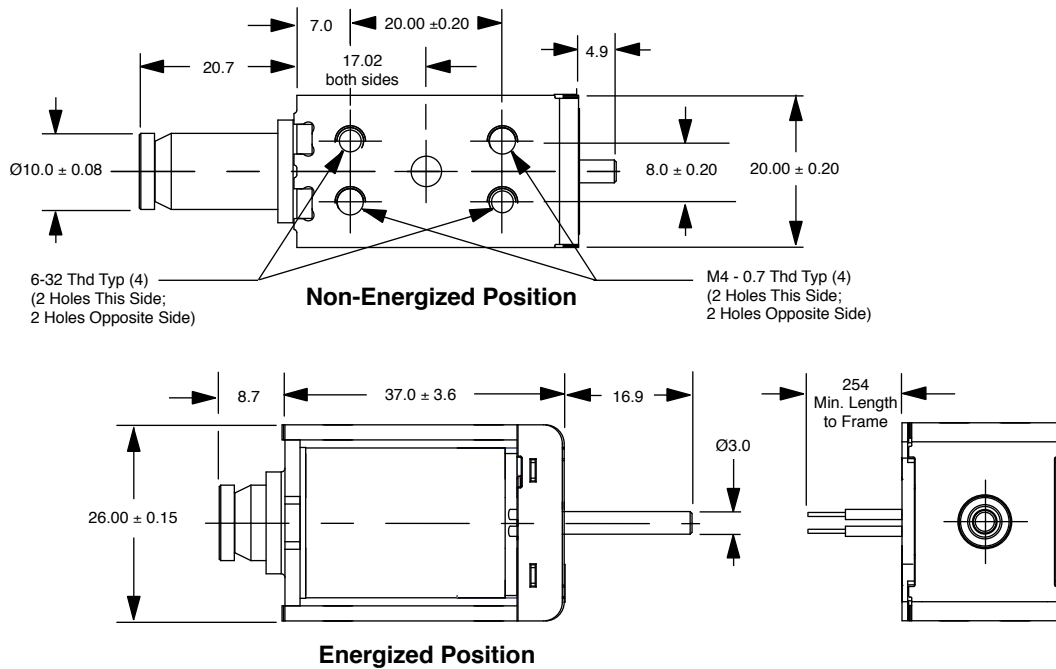 7.0
20.00 ±0.20
4.9
20.7
17.02
both sides
Ø10.0 ± 0.08
8.0 ± 0.20
20.00 ± 0.20
6-32 Thd Typ (4)
(2 Holes This Side;
2 Holes Opposite Side)
Non-Energized Position
M4 - 0.7 Thd Typ (4)
(2 Holes This Side;
2 Holes Opposite Side)
8.7
37.0 ± 3.6
16.9
254
Min. Length
to Frame
Ø3.0
26.00 ± 0.15
Energized Position